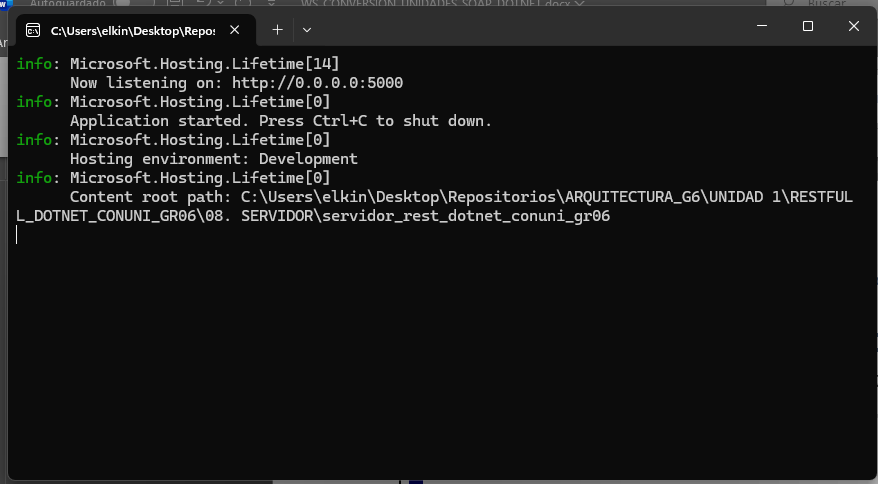 Autoguardado
WS_CONVERSION_UNIDADES_SOAP_DOTNET.docx
Buscar
C:\Users\elkin\Desktop\Repos
info: Microsoft.Hosting.Lifetime[14]
Now listening on: http://0.0.0.0:5000
info: Microsoft.Hosting.Lifetime[0]
Application started. Press Ctrl+C to shut down.
info: Microsoft.Hosting.Lifetime[0]
Hosting environment: Development
info: Microsoft.Hosting.Lifetime[0]
Content root path: C:\Users\elkin\Desktop\Repositorios\ARQUITECTURA_G6\UNIDAD 1\RESTFUL
L_DOTNET_CONUNI_GR06\08. SERVIDOR\servidor_rest_dotnet_conuni_gr06